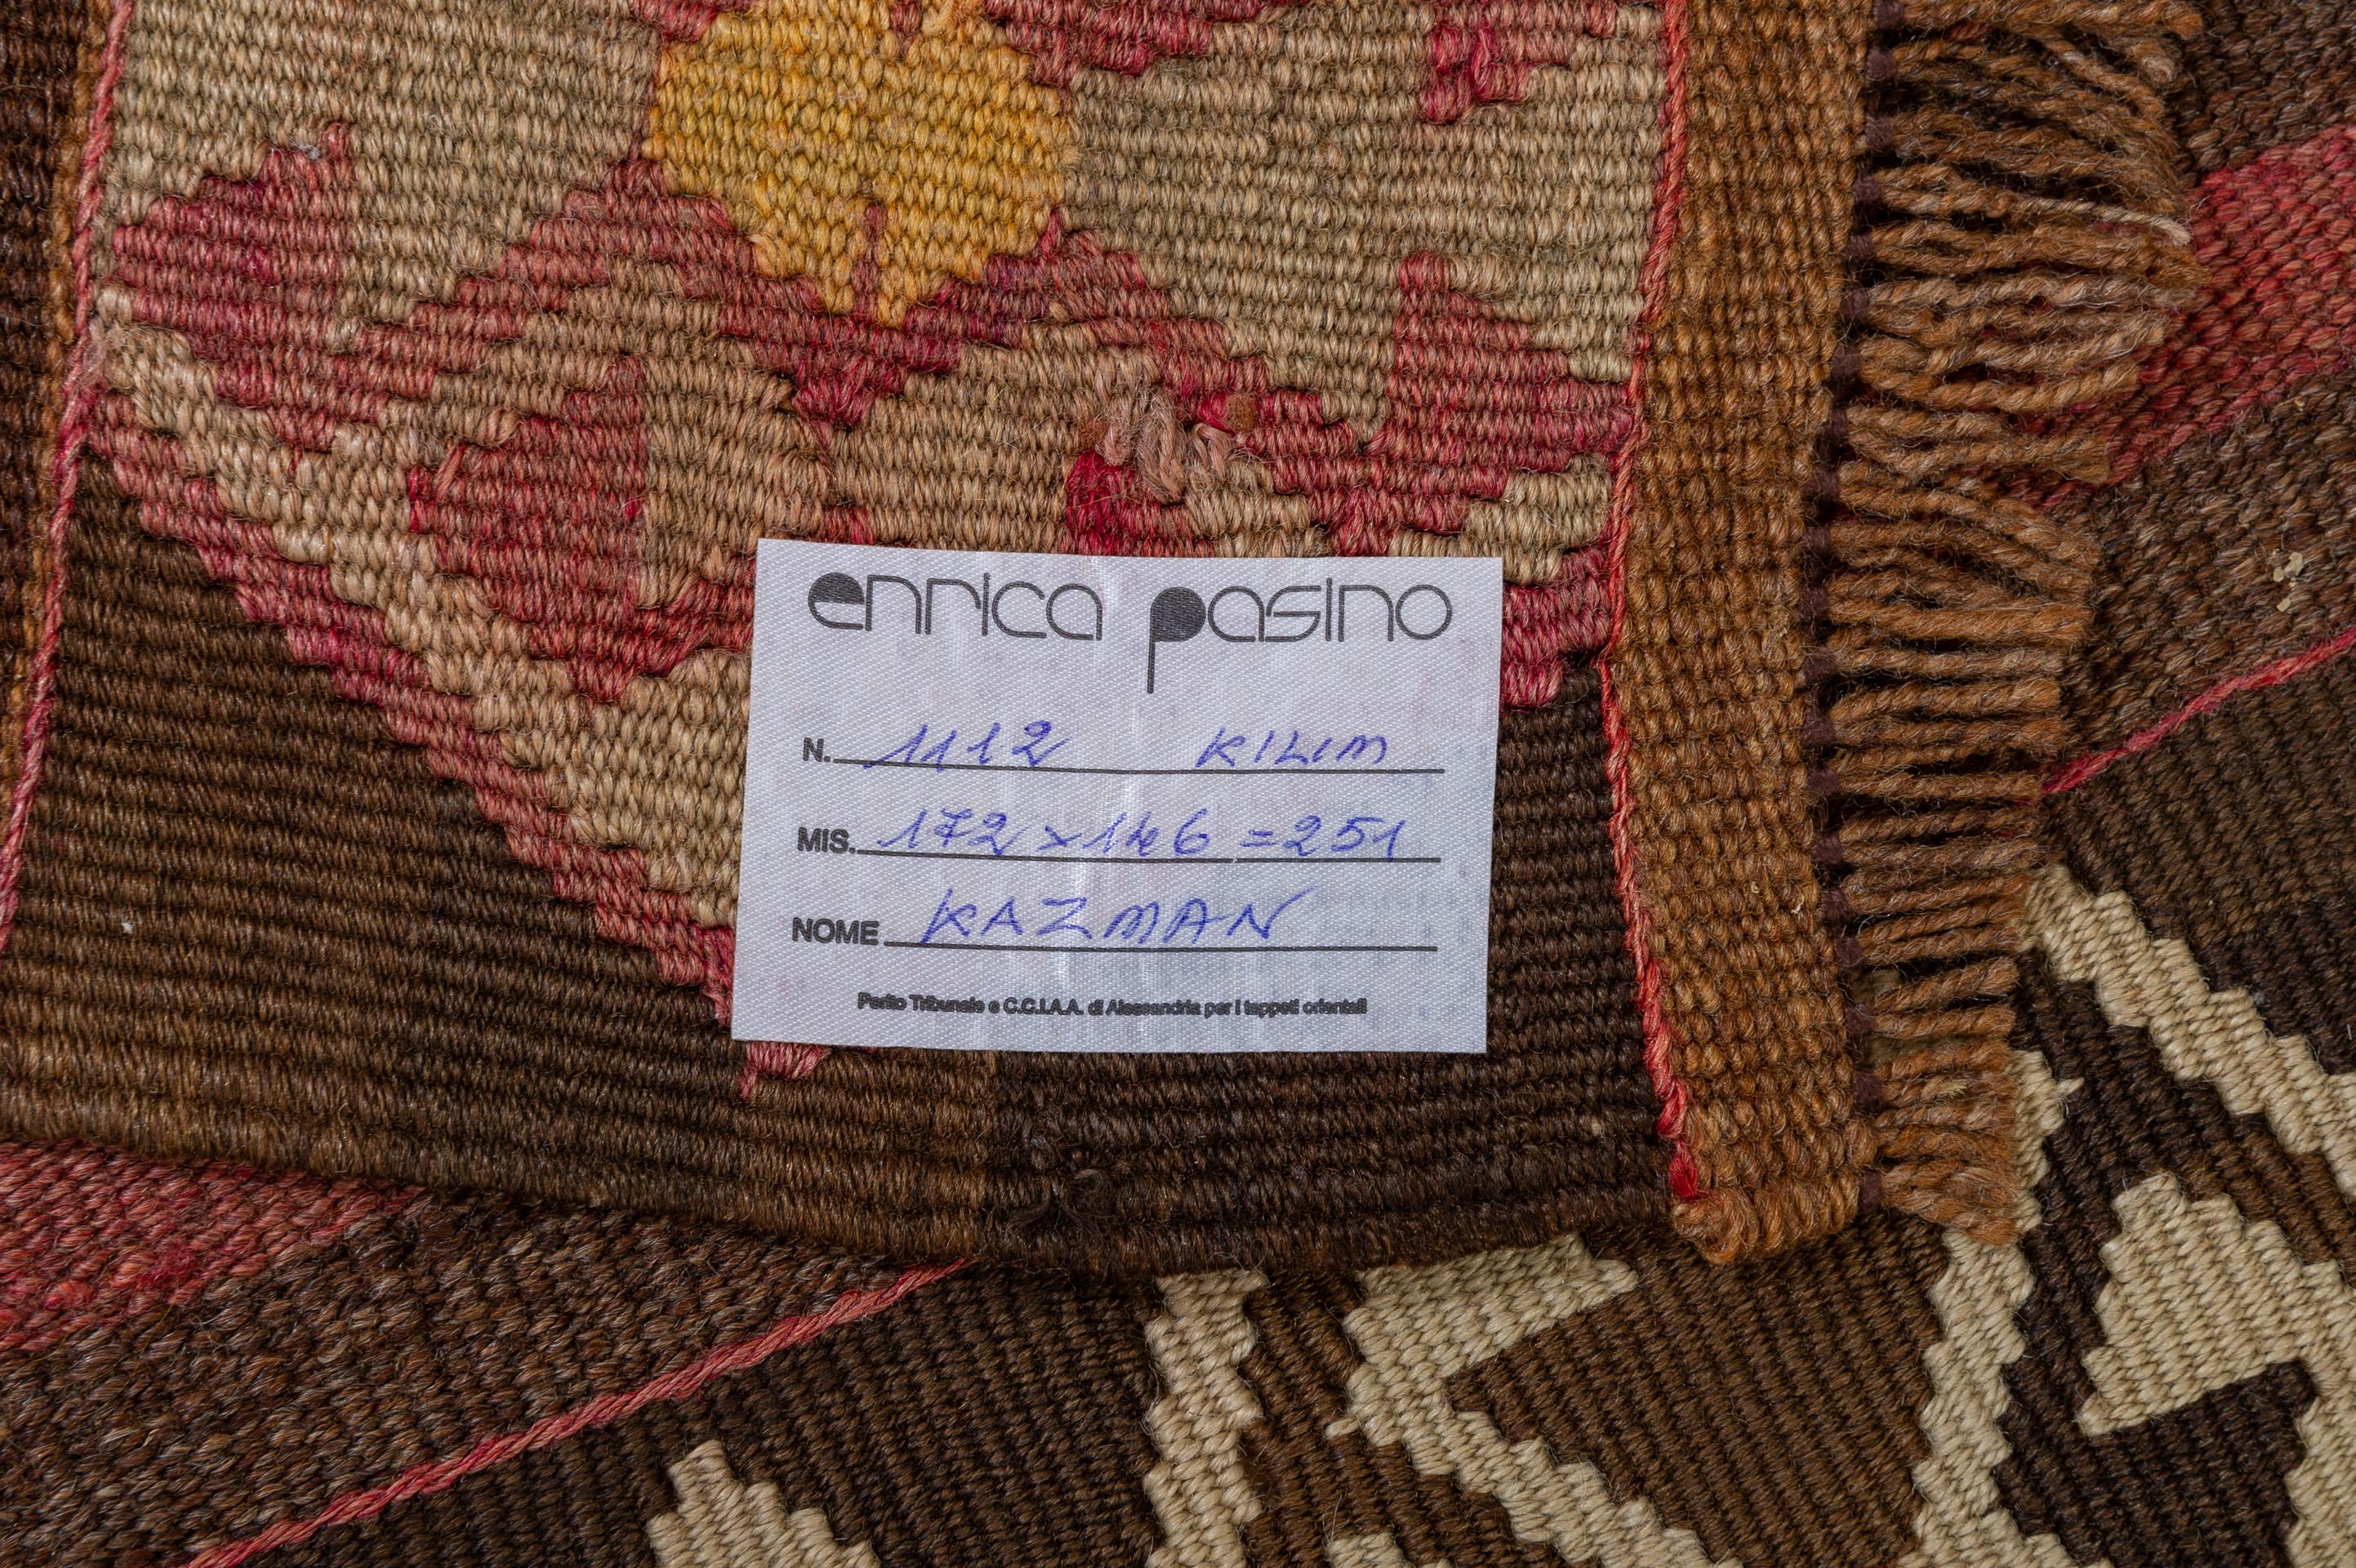 enrica pasino
N. 1112 KILIM
MIS. 172 x 146 = 251
NOME KAZMAN
Perito Tribunale e C.C.I.A.A. di Alessandria per i tappeti orientali